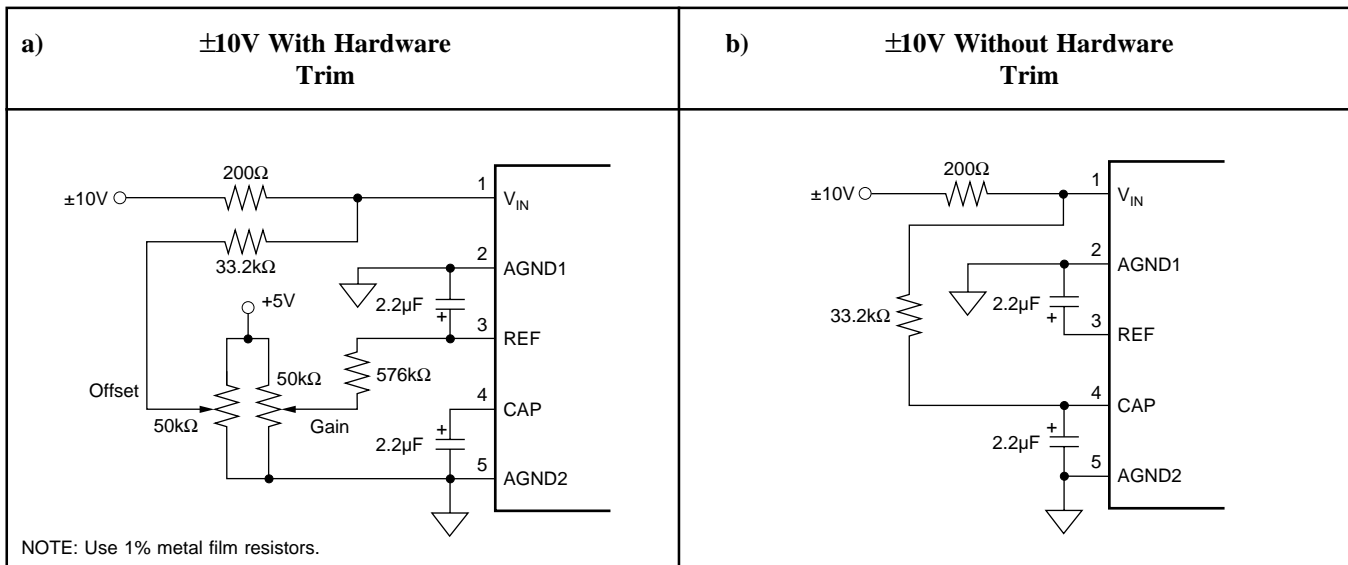 a)
±10V With Hardware
Trim
200Ω
±10V
1
V_IN
33.2kΩ
2
AGND1
+5V
2.2µF
+
3
REF
50kΩ
576kΩ
Offset
50kΩ
Gain
4
CAP
+
2.2µF
5
AGND2
NOTE: Use 1% metal film resistors.
b)
±10V Without Hardware
Trim
200Ω
±10V
1
V_IN
2
AGND1
2.2µF
33.2kΩ
+
3
REF
4
CAP
+
2.2µF
5
AGND2